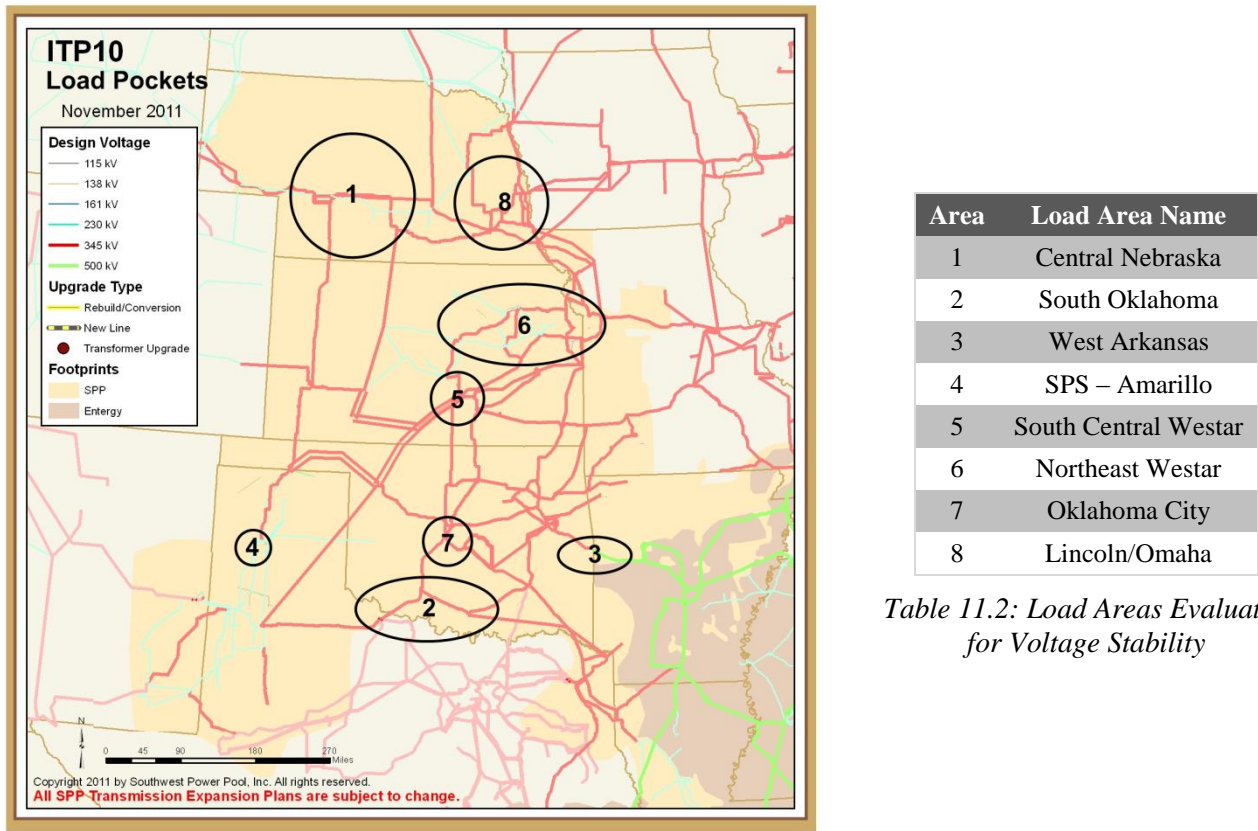 ITP10
Load Pockets
November 2011
Design Voltage
115 kV
138 kV
161 kV
230 kV
345 kV
500 kV
Upgrade Type
Rebuild/Conversion
New Line
Transformer Upgrade
Footprints
SPP
Entergy
1
8
6
5
4
7
3
2
N
0 45 90 180 270
Miles
Copyright 2011 by Southwest Power Pool, Inc. All rights reserved.
All SPP Transmission Expansion Plans are subject to change.
Area Load Area Name
1 Central Nebraska
2 South Oklahoma
3 West Arkansas
4 SPS – Amarillo
5 South Central Westar
6 Northeast Westar
7 Oklahoma City
8 Lincoln/Omaha
Table 11.2: Load Areas Evaluat
for Voltage Stability